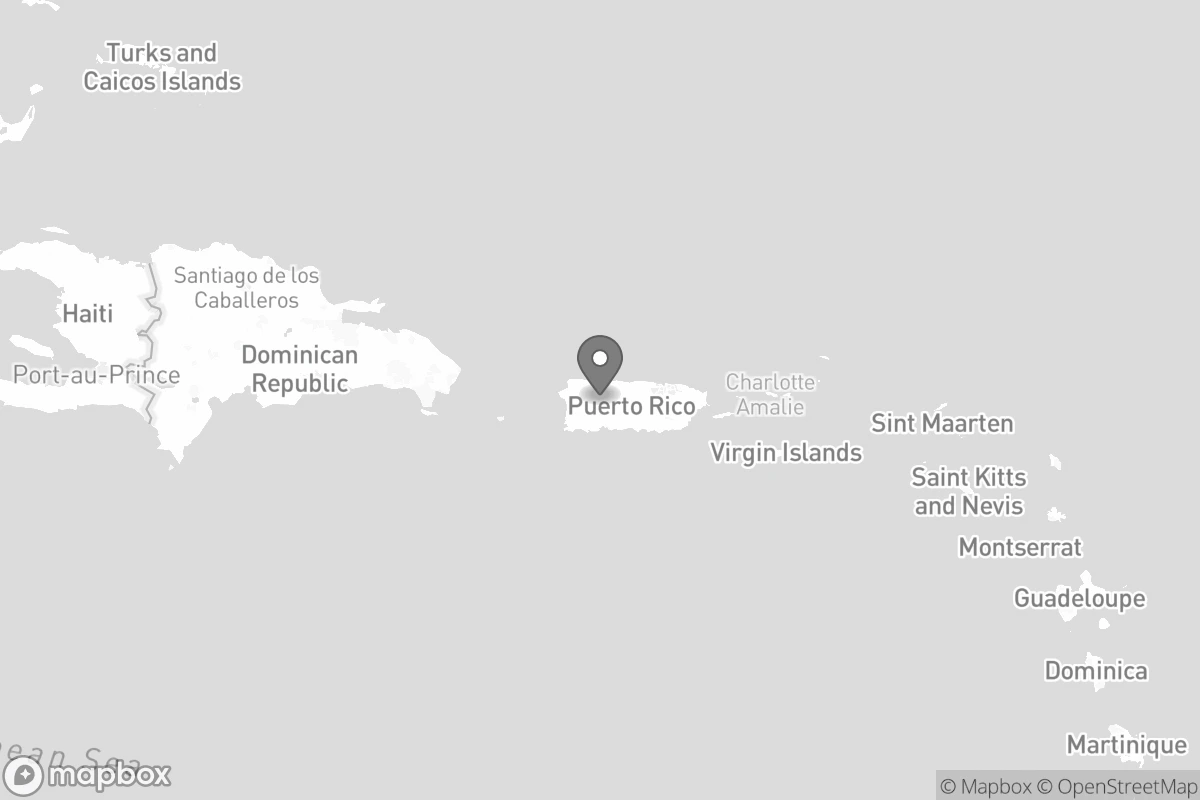 Turks and
Caicos Islands
Santiago de los
Caballeros
Haiti
Dominican
Republic
Port-au-Prince
Puerto Rico
Charlotte
Amalie
Sint Maarten
Virgin Islands
Saint Kitts
and Nevis
Montserrat
Guadeloupe
Dominica
Martinique
ean Sea
mapbox
© Mapbox © OpenStreetMap